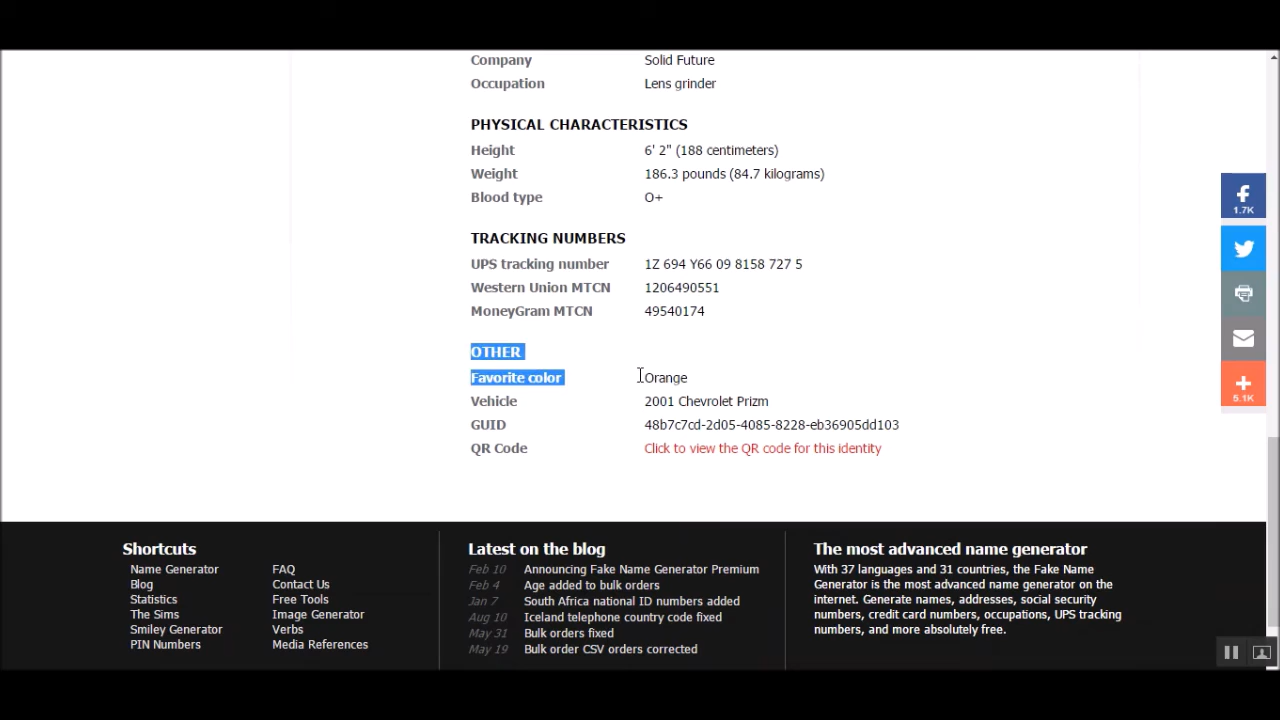 Company Solid Future
Occupation Lens grinder
PHYSICAL CHARACTERISTICS
Height 6' 2" (188 centimeters)
Weight 186.3 pounds (84.7 kilograms)
Blood type O+
TRACKING NUMBERS
UPS tracking number 1Z 694 Y66 09 8158 727 5
Western Union MTCN 1206490551
MoneyGram MTCN 49540174
OTHER
Favorite color Orange
Vehicle 2001 Chevrolet Prizm
GUID 48b7c7cd-2d05-4085-8228-eb36905dd103
QR Code Click to view the QR code for this identity
1.7K
5.1K
Shortcuts
Name Generator FAQ
Blog Contact Us
Statistics Free Tools
The Sims Image Generator
Smiley Generator Verbs
PIN Numbers Media References
Latest on the blog
Feb 10 Announcing Fake Name Generator Premium
Feb 4 Age added to bulk orders
Jan 7 South Africa national ID numbers added
Aug 10 Iceland telephone country code fixed
May 31 Bulk orders fixed
May 19 Bulk order CSV orders corrected
The most advanced name generator
With 37 languages and 31 countries, the Fake Name
Generator is the most advanced name generator on the
internet. Generate names, addresses, social security
numbers, credit card numbers, occupations, UPS tracking
numbers, and more absolutely free.